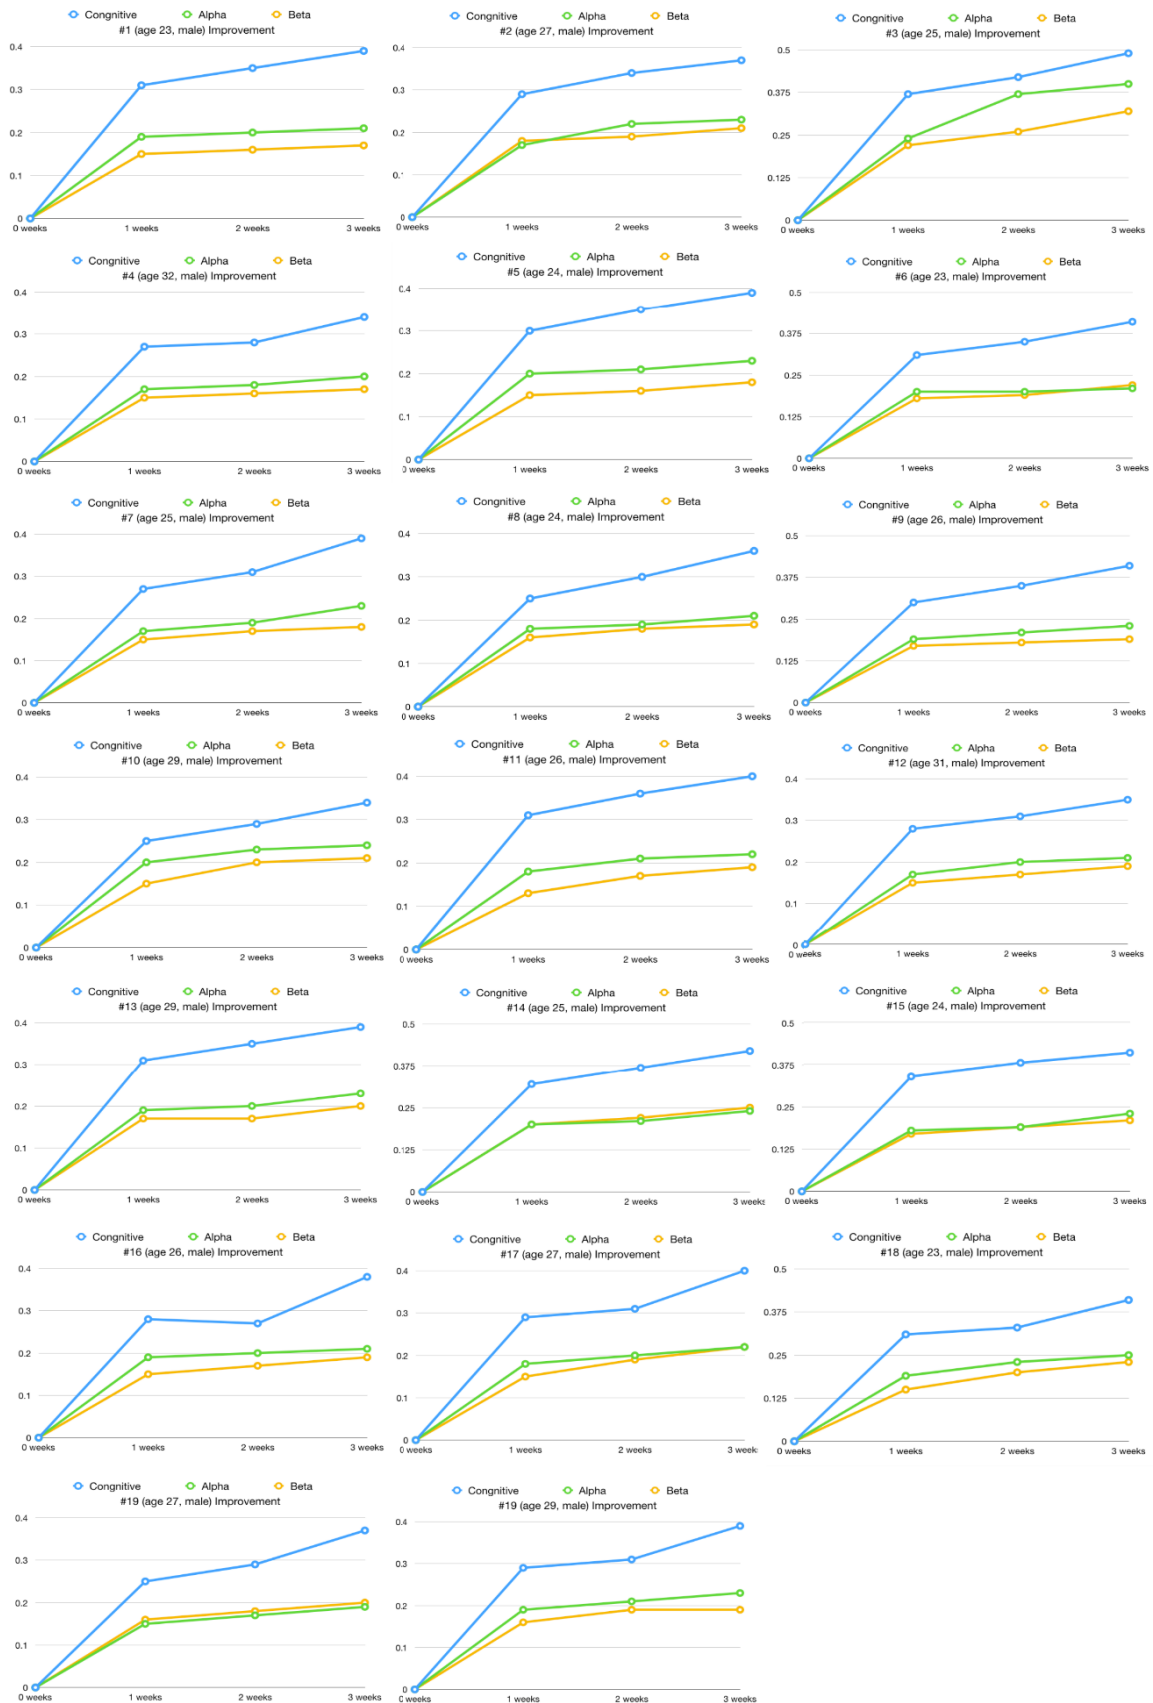 Congnitive Alpha Beta
#1 (age 23, male) Improvement
0.4
0.3
0.2
0.1
0
0 weeks 1 weeks 2 weeks 3 weeks
Congnitive Alpha Beta
#2 (age 27, male) Improvement
0.4
0.3
0.2
0.1
0
0 weeks 1 weeks 2 weeks 3 weeks
Congnitive Alpha Beta
#3 (age 25, male) Improvement
0.5
0.375
0.25
0.125
0
0 weeks 1 weeks 2 weeks 3 weeks
Congnitive Alpha Beta
#4 (age 32, male) Improvement
0.4
0.3
0.2
0.1
0
0 weeks 1 weeks 2 weeks 3 weeks
Congnitive Alpha Beta
#5 (age 24, male) Improvement
0.4
0.3
0.2
0.1
0
0 weeks 1 weeks 2 weeks 3 weeks
Congnitive Alpha Beta
#6 (age 23, male) Improvement
0.5
0.375
0.25
0.125
0
0 weeks 1 weeks 2 weeks 3 weeks
Congnitive Alpha Beta
#7 (age 25, male) Improvement
0.4
0.3
0.2
0.1
0
0 weeks 1 weeks 2 weeks 3 weeks
Congnitive Alpha Beta
#8 (age 24, male) Improvement
0.4
0.3
0.2
0.1
0
0 weeks 1 weeks 2 weeks 3 weeks
Congnitive Alpha Beta
#9 (age 26, male) Improvement
0.5
0.375
0.25
0.125
0
0 weeks 1 weeks 2 weeks 3 weeks
Congnitive Alpha Beta
#10 (age 29, male) Improvement
0.4
0.3
0.2
0.1
0
0 weeks 1 weeks 2 weeks 3 weeks
Congnitive Alpha Beta
#11 (age 26, male) Improvement
0.4
0.3
0.2
0.1
0
0 weeks 1 weeks 2 weeks 3 weeks
Congnitive Alpha Beta
#12 (age 31, male) Improvement
0.4
0.3
0.2
0.1
0
0 weeks 1 weeks 2 weeks 3 weeks
Congnitive Alpha Beta
#13 (age 29, male) Improvement
0.4
0.3
0.2
0.1
0
0 weeks 1 weeks 2 weeks 3 weeks
Congnitive Alpha Beta
#14 (age 25, male) Improvement
0.5
0.375
0.25
0.125
0
0 weeks 1 weeks 2 weeks 3 weeks
Congnitive Alpha Beta
#15 (age 24, male) Improvement
0.5
0.375
0.25
0.125
0
0 weeks 1 weeks 2 weeks 3 weeks
Congnitive Alpha Beta
#16 (age 26, male) Improvement
0.4
0.3
0.2
0.1
0
0 weeks 1 weeks 2 weeks 3 weeks
Congnitive Alpha Beta
#17 (age 27, male) Improvement
0.4
0.3
0.2
0.1
0
0 weeks 1 weeks 2 weeks 3 weeks
Congnitive Alpha Beta
#18 (age 23, male) Improvement
0.5
0.375
0.25
0.125
0
0 weeks 1 weeks 2 weeks 3 weeks
Congnitive Alpha Beta
#19 (age 27, male) Improvement
0.4
0.3
0.2
0.1
0
0 weeks 1 weeks 2 weeks 3 weeks
Congnitive Alpha Beta
#19 (age 29, male) Improvement
0.4
0.3
0.2
0.1
0
0 weeks 1 weeks 2 weeks 3 weeks